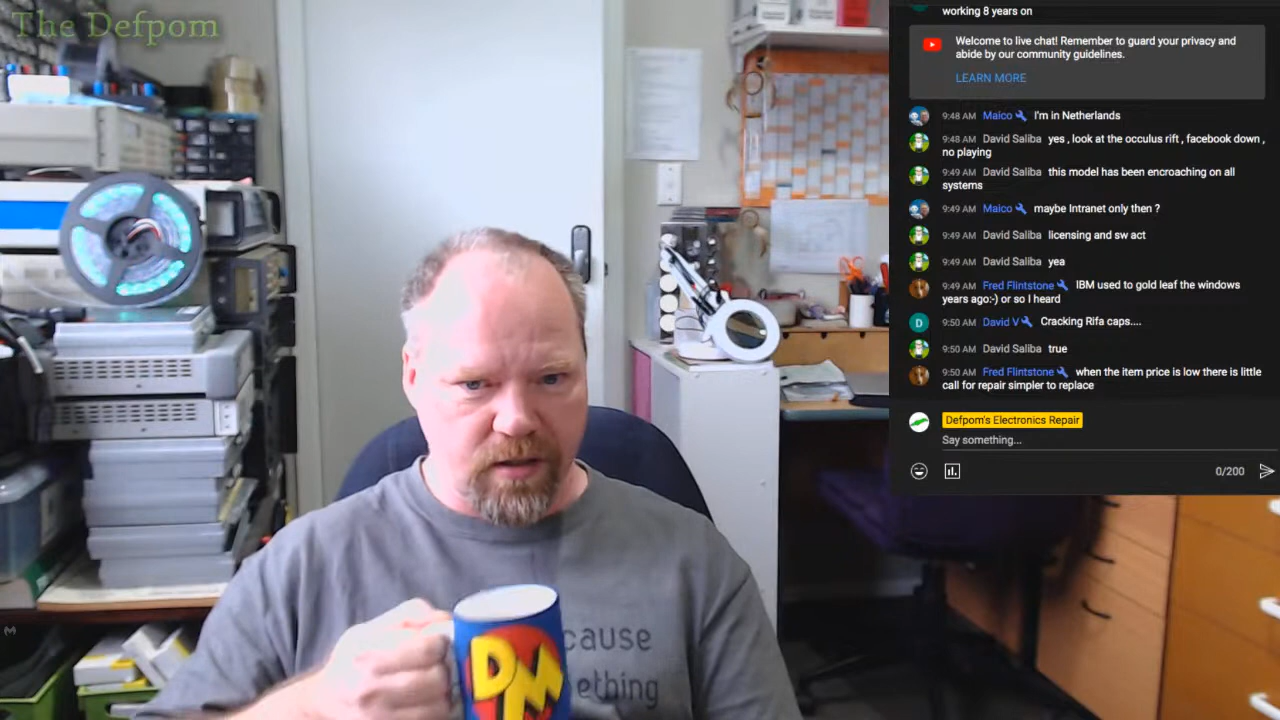 The Defpom
working 8 years on
Welcome to live chat! Remember to guard your privacy and
abide by our community guidelines.
LEARN MORE
9:48 AM Maico I'm in Netherlands
9:48 AM David Saliba yes , look at the occulus rift , facebook down ,
no playing
9:49 AM David Saliba this model has been encroaching on all
systems
9:49 AM Maico maybe Intranet only then ?
9:49 AM David Saliba licensing and sw act
9:49 AM David Saliba yea
9:49 AM Fred Flintstone IBM used to gold leaf the windows
years ago:-) or so I heard
D
9:50 AM David V Cracking Rifa caps....
9:50 AM David Saliba true
9:50 AM Fred Flintstone when the item price is low there is little
call for repair simpler to replace
Defpom's Electronics Repair
Say something...
0/200
cause
ething
DM